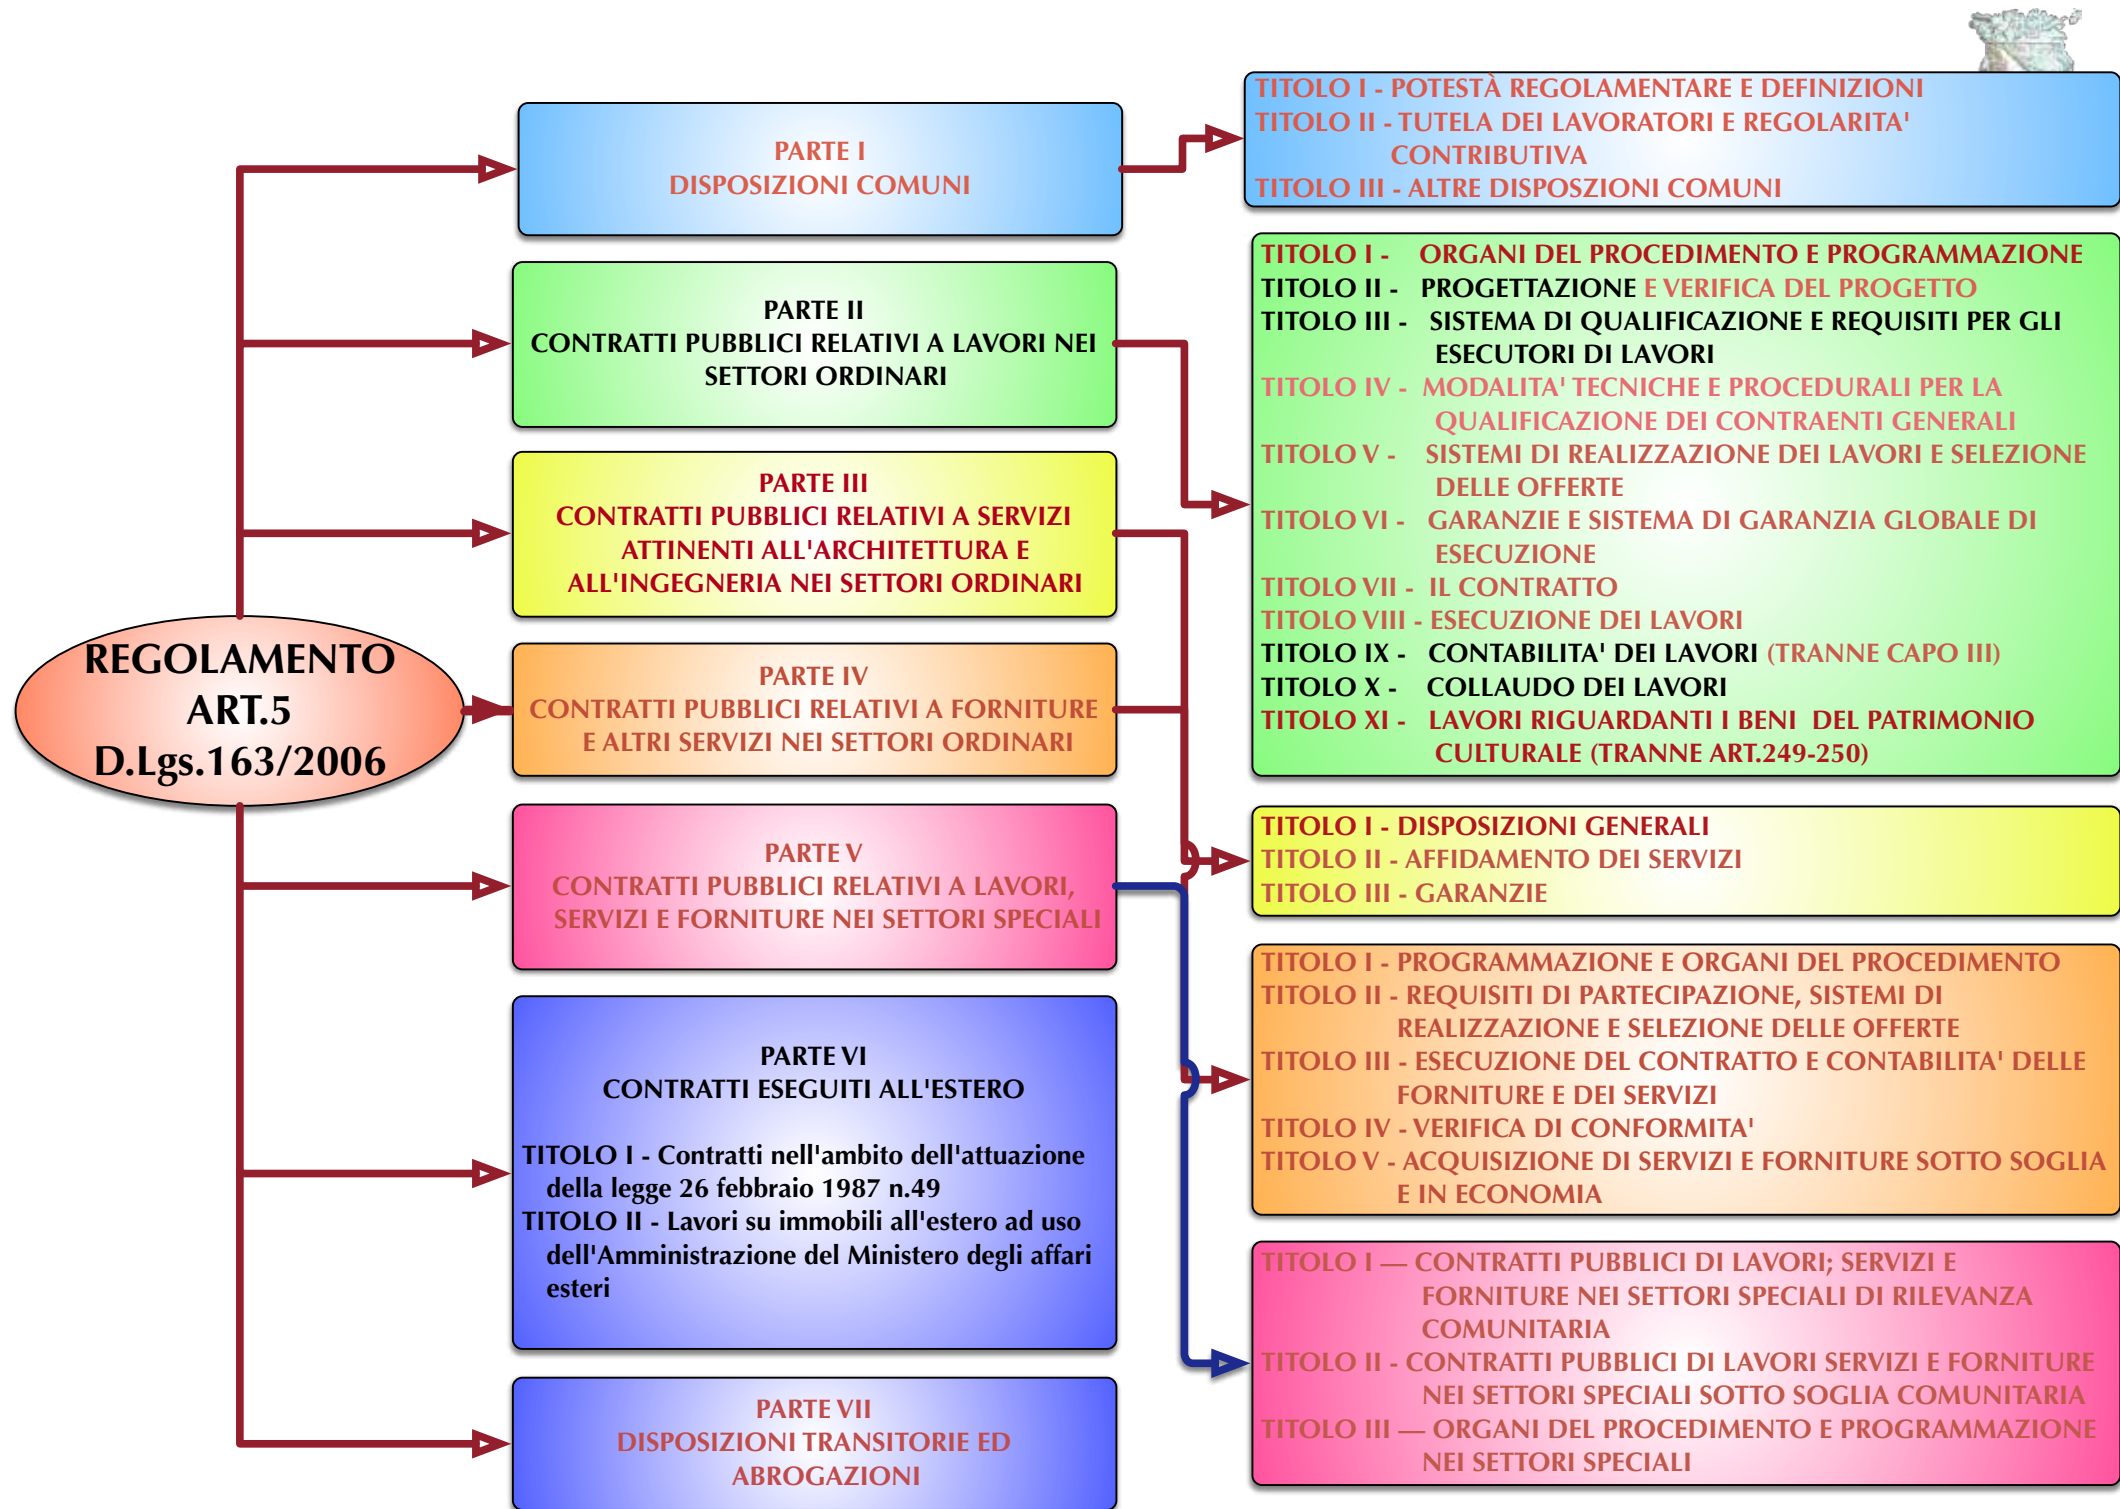 REGOLAMENTO
ART.5
D.Lgs.163/2006
PARTE I
DISPOSIZIONI COMUNI
PARTE II
CONTRATTI PUBBLICI RELATIVI A LAVORI NEI
SETTORI ORDINARI
PARTE III
CONTRATTI PUBBLICI RELATIVI A SERVIZI
ATTINENTI ALL'ARCHITETTURA E
ALL'INGEGNERIA NEI SETTORI ORDINARI
PARTE IV
CONTRATTI PUBBLICI RELATIVI A FORNITURE
E ALTRI SERVIZI NEI SETTORI ORDINARI
PARTE V
CONTRATTI PUBBLICI RELATIVI A LAVORI,
SERVIZI E FORNITURE NEI SETTORI SPECIALI
PARTE VI
CONTRATTI ESEGUITI ALL'ESTERO
TITOLO I - Contratti nell'ambito dell'attuazione
della legge 26 febbraio 1987 n.49
TITOLO II - Lavori su immobili all'estero ad uso
dell'Amministrazione del Ministero degli affari
esteri
PARTE VII
DISPOSIZIONI TRANSITORIE ED
ABROGAZIONI
TITOLO I - POTESTÀ REGOLAMENTARE E DEFINIZIONI
TITOLO II - TUTELA DEI LAVORATORI E REGOLARITA'
CONTRIBUTIVA
TITOLO III - ALTRE DISPOSZIONI COMUNI
TITOLO I - ORGANI DEL PROCEDIMENTO E PROGRAMMAZIONE
TITOLO II - PROGETTAZIONE E VERIFICA DEL PROGETTO
TITOLO III - SISTEMA DI QUALIFICAZIONE E REQUISITI PER GLI
ESECUTORI DI LAVORI
TITOLO IV - MODALITA' TECNICHE E PROCEDURALI PER LA
QUALIFICAZIONE DEI CONTRAENTI GENERALI
TITOLO V - SISTEMI DI REALIZZAZIONE DEI LAVORI E SELEZIONE
DELLE OFFERTE
TITOLO VI - GARANZIE E SISTEMA DI GARANZIA GLOBALE DI
ESECUZIONE
TITOLO VII - IL CONTRATTO
TITOLO VIII - ESECUZIONE DEI LAVORI
TITOLO IX - CONTABILITA' DEI LAVORI (TRANNE CAPO III)
TITOLO X - COLLAUDO DEI LAVORI
TITOLO XI - LAVORI RIGUARDANTI I BENI DEL PATRIMONIO
CULTURALE (TRANNE ART.249-250)
TITOLO I - DISPOSIZIONI GENERALI
TITOLO II - AFFIDAMENTO DEI SERVIZI
TITOLO III - GARANZIE
TITOLO I - PROGRAMMAZIONE E ORGANI DEL PROCEDIMENTO
TITOLO II - REQUISITI DI PARTECIPAZIONE, SISTEMI DI
REALIZZAZIONE E SELEZIONE DELLE OFFERTE
TITOLO III - ESECUZIONE DEL CONTRATTO E CONTABILITA' DELLE
FORNITURE E DEI SERVIZI
TITOLO IV - VERIFICA DI CONFORMITA'
TITOLO V - ACQUISIZIONE DI SERVIZI E FORNITURE SOTTO SOGLIA
E IN ECONOMIA
TITOLO I — CONTRATTI PUBBLICI DI LAVORI; SERVIZI E
FORNITURE NEI SETTORI SPECIALI DI RILEVANZA
COMUNITARIA
TITOLO II - CONTRATTI PUBBLICI DI LAVORI SERVIZI E FORNITURE
NEI SETTORI SPECIALI SOTTO SOGLIA COMUNITARIA
TITOLO III — ORGANI DEL PROCEDIMENTO E PROGRAMMAZIONE
NEI SETTORI SPECIALI